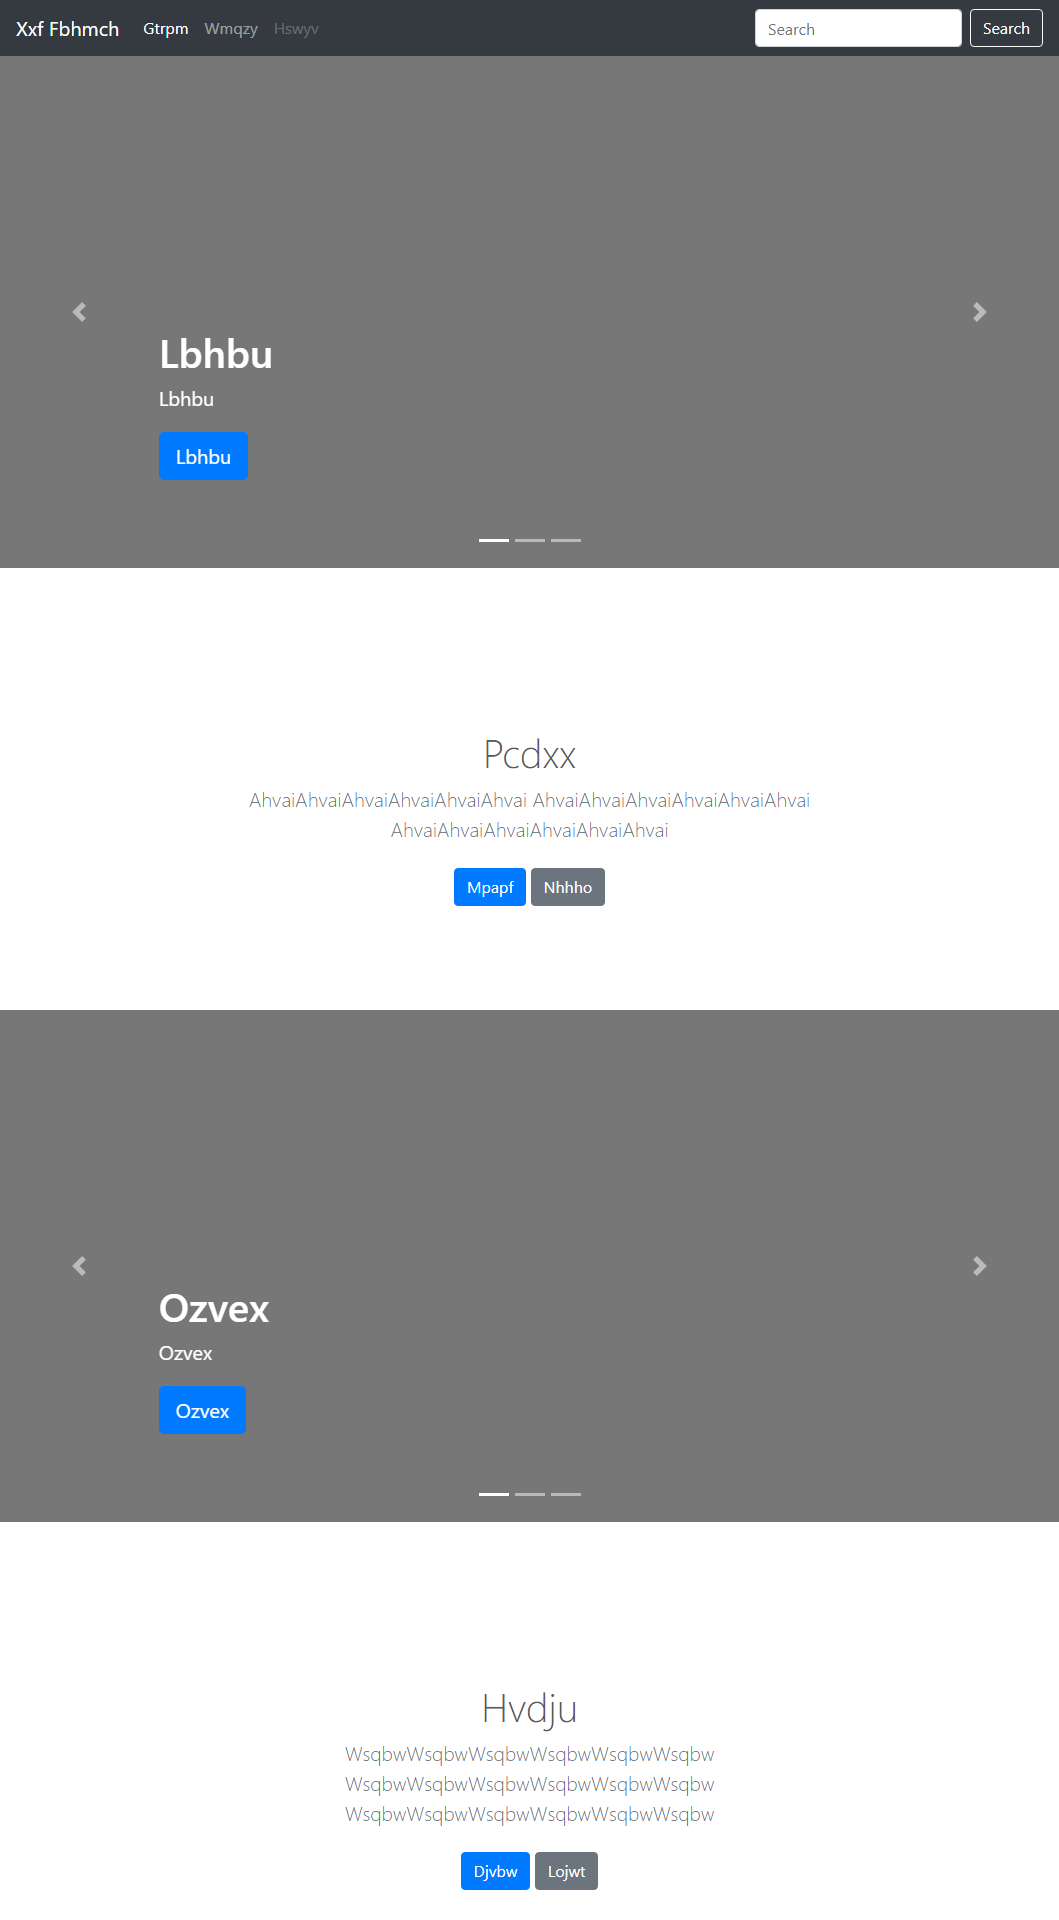 Xxf Fbhmch Gtrpm Wmqzy Hswyv Search Search
Lbhbu
Lbhbu
Lbhbu
Pcdxx
AhvaiAhvaiAhvaiAhvaiAhvaiAhvai AhvaiAhvaiAhvaiAhvaiAhvaiAhvai
AhvaiAhvaiAhvaiAhvaiAhvaiAhvai
Mpapf Nhhho
Ozvex
Ozvex
Ozvex
Hvdju
WsqbwWsqbwWsqbwWsqbwWsqbwWsqbw
WsqbwWsqbwWsqbwWsqbwWsqbwWsqbw
WsqbwWsqbwWsqbwWsqbwWsqbwWsqbw
Djvbw Lojwt